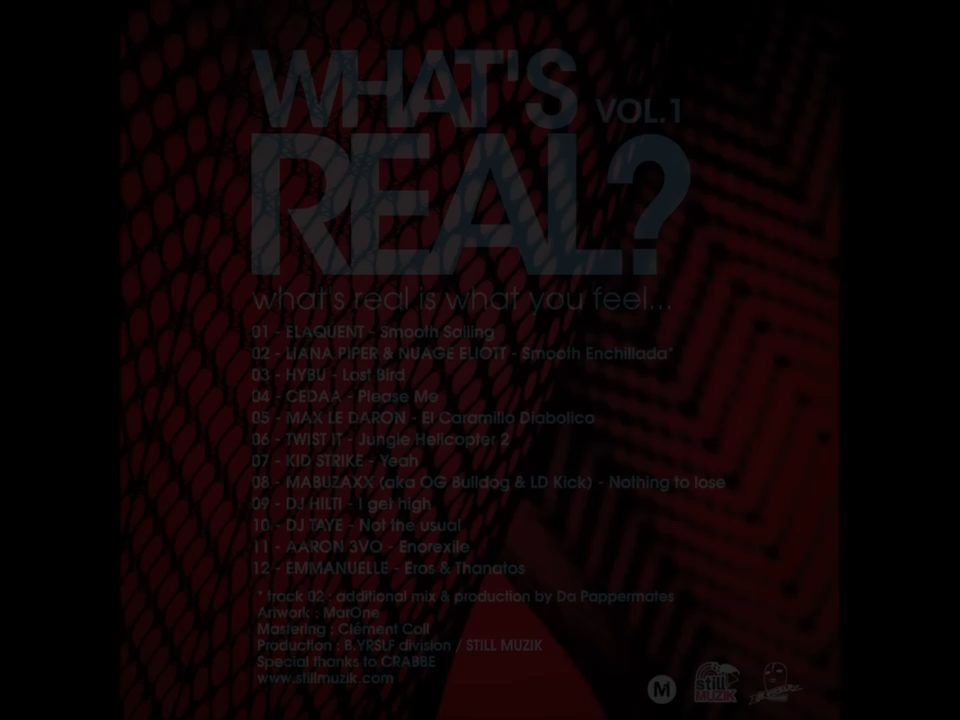 WHAT'S VOL.1
REAL?
what's real is what you feel...
01 - ELAQUENT - Smooth Sailing
02 - LIANA PIPER & NUAGE ELIOTT - Smooth Enchillada*
03 - HYBU - Lost Bird
04 - CEDAA - Please Me
05 - MAX LE DARON - El Caramillo Diabolico
06 - TWIST IT - Jungle Helicopter 2
07 - KID STRIKE - Yeah
08 - MABUZAXX (aka OG Bulldog & LD Kick) - Nothing to lose
09 - DJ HILTI - I get high
10 - DJ TAYE - Not the usual
11 - AARON 3VO - Enorexile
12 - EMMANUELLE - Eros & Thanatos
* track 02 : additional mix & production by Da Pappermates
Artwork : MarOne
Mastering : Clément Coll
Production : B.YRSLF division / STILL MUZIK
Special thanks to CRABBE
www.stillmuzik.com
M
still
MUZIK